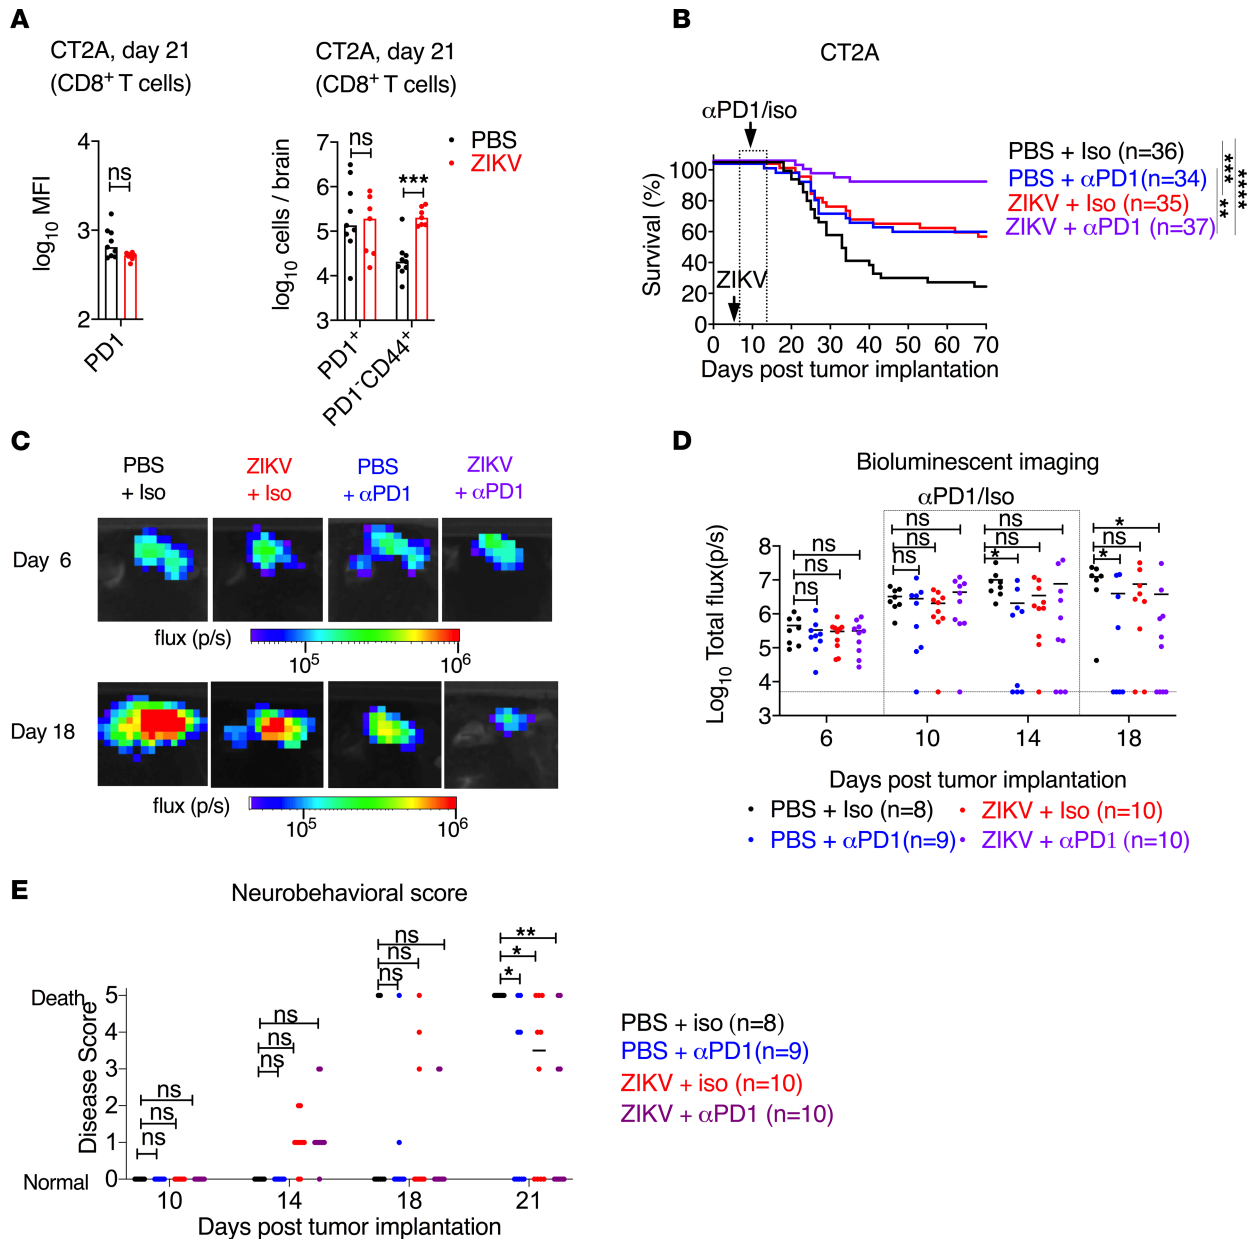 A
CT2A, day 21
(CD8+ T cells)
CT2A, day 21
(CD8+ T cells)
log10 MFI
4
3
2
ns
PD1
log10 cells / brain
7
6
5
4
3
ns
***
PBS
ZIKV
PD1+
PD1-CD44+
B
CT2A
αPD1/iso
Survival (%)
100
80
60
40
20
0
ZIKV
0 10 20 30 40 50 60 70
Days post tumor implantation
PBS + Iso (n=36)
PBS + αPD1(n=34)
ZIKV + Iso (n=35)
ZIKV + αPD1 (n=37)
***
**
****
C
PBS + Iso
ZIKV + Iso
PBS + αPD1
ZIKV + αPD1
Day 6
flux (p/s)
10^5 10^6
Day 18
flux (p/s)
10^5 10^6
D
Bioluminescent imaging
αPD1/Iso
Log10 Total flux(p/s)
8
7
6
5
4
3
ns
ns
ns
ns
ns
ns
ns
ns
*
*
ns
*
6 10 14 18
Days post tumor implantation
PBS + Iso (n=8)
ZIKV + Iso (n=10)
PBS + αPD1(n=9)
ZIKV + αPD1 (n=10)
E
Neurobehavioral score
Disease Score
Death 5
4
3
2
1
Normal 0
ns
ns
ns
ns
ns
ns
ns
ns
ns
**
*
*
10 14 18 21
Days post tumor implantation
PBS + iso (n=8)
PBS + αPD1(n=9)
ZIKV + iso (n=10)
ZIKV + αPD1 (n=10)